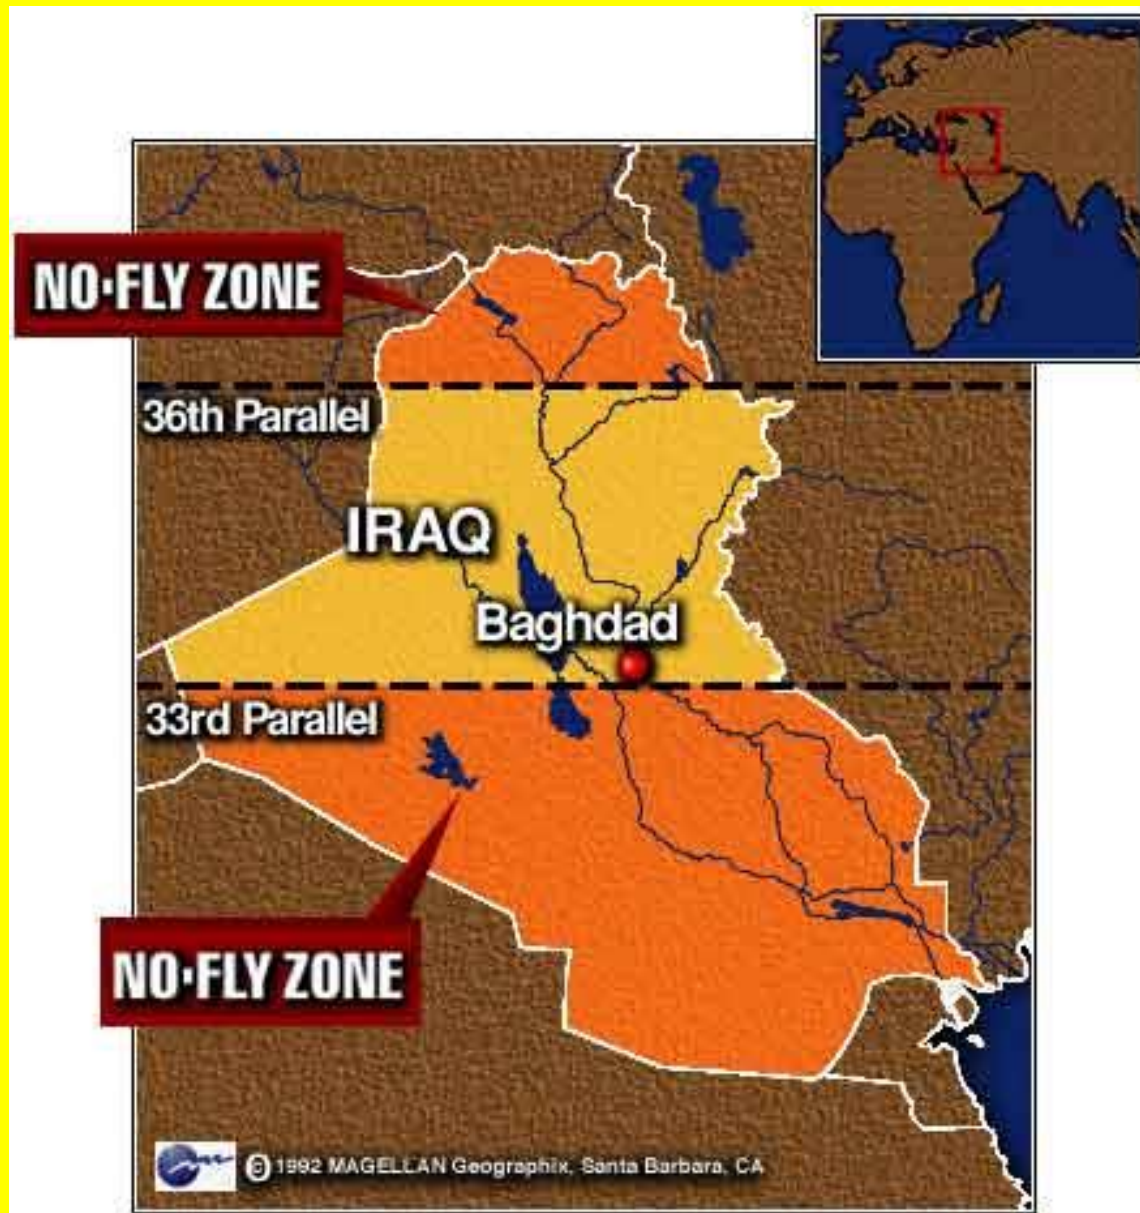 NO·FLY ZONE
36th Parallel
IRAQ
Baghdad
33rd Parallel
NO·FLY ZONE
© 1992 MAGELLAN Geographix, Santa Barbara, CA